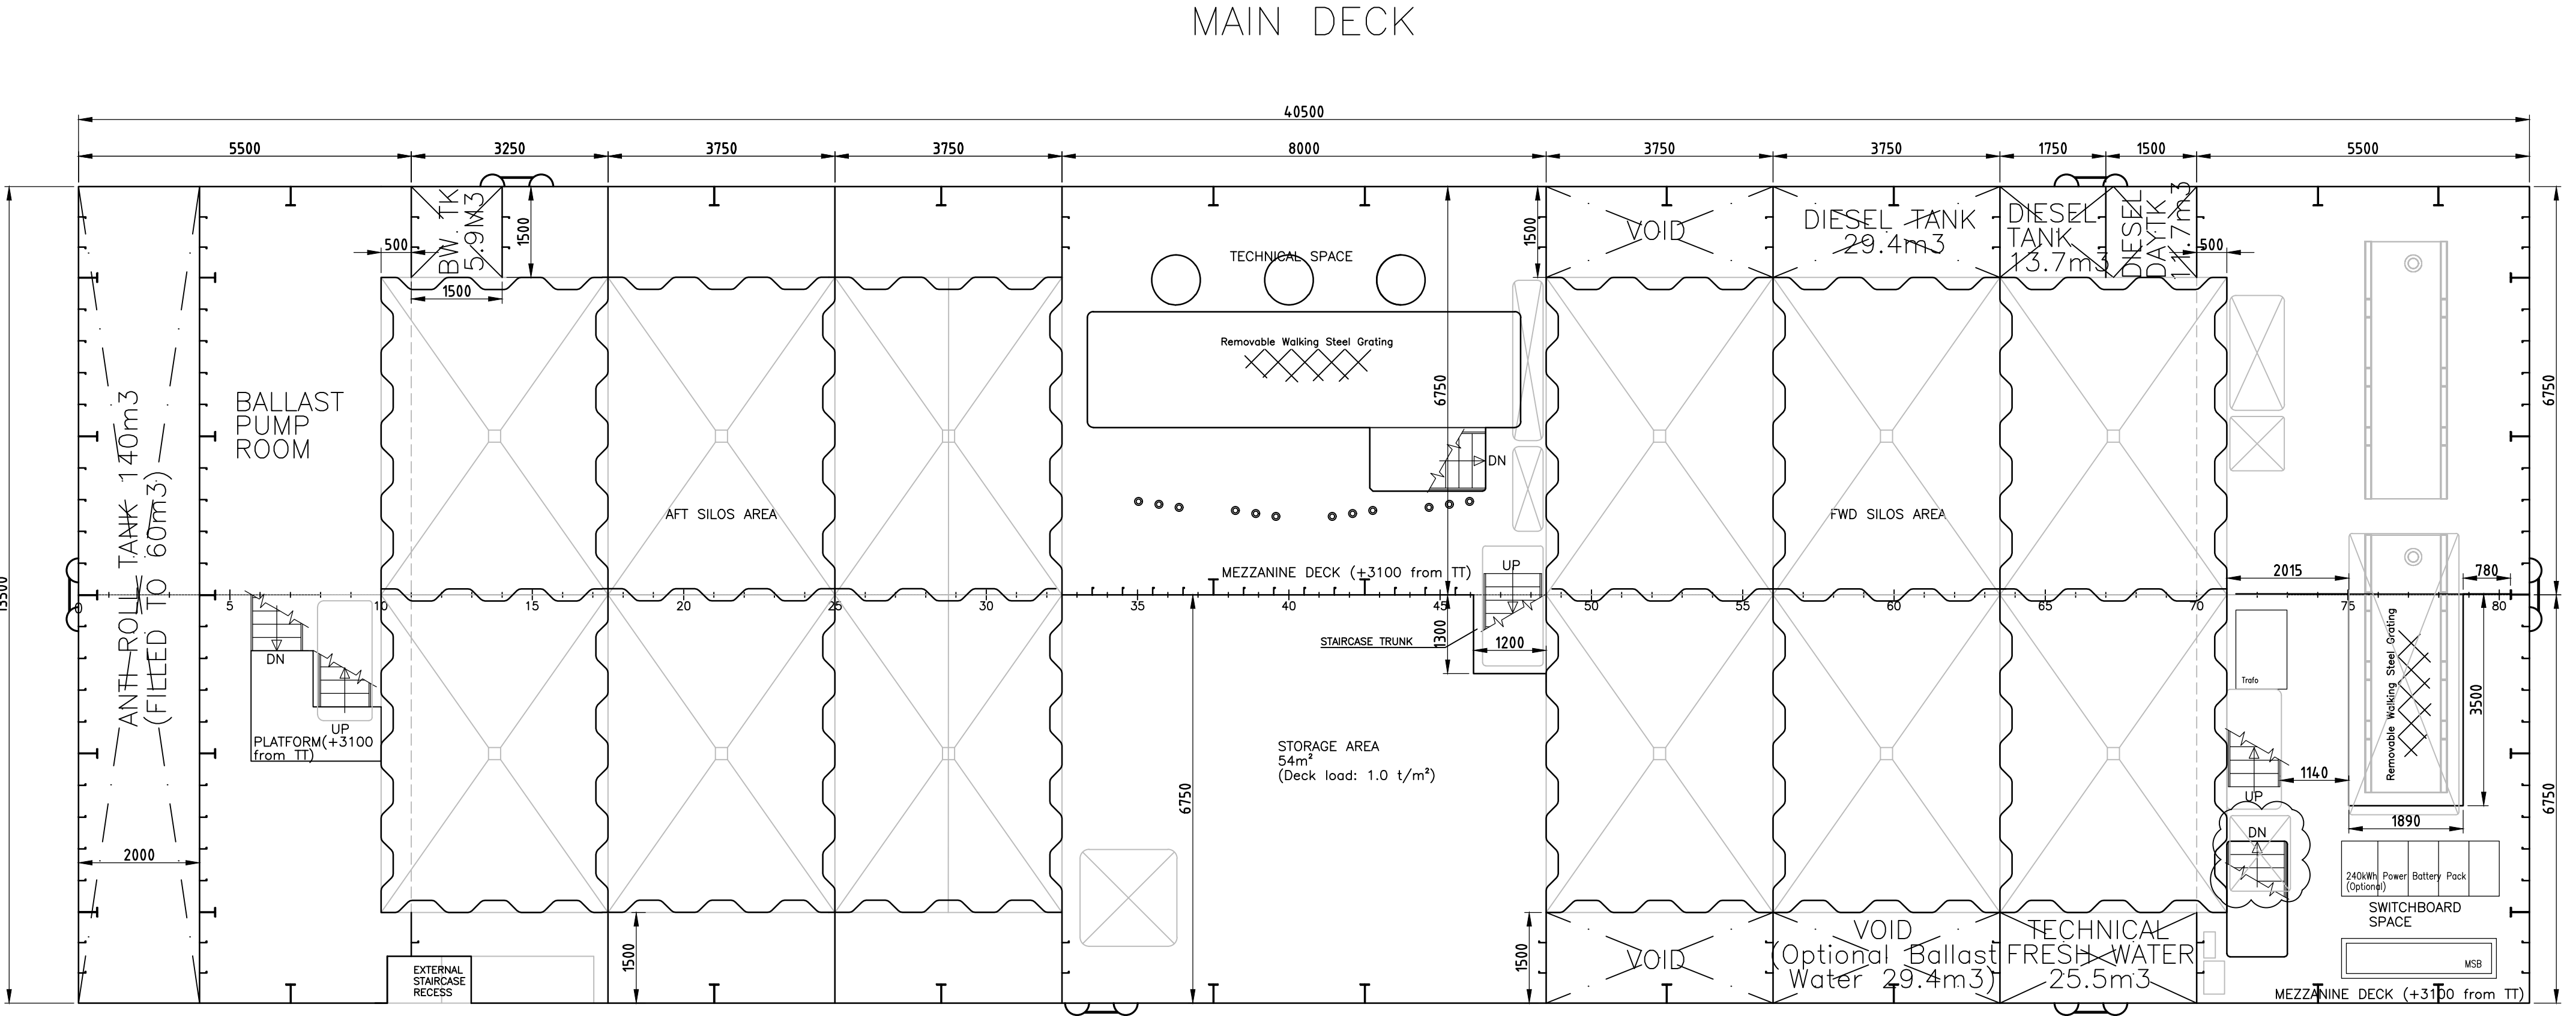 MAIN DECK
40500
5500
3250
3750
3750
8000
3750
3750
1750
1500
5500
BW. TK
5.9M3
1500
500
1500
TECHNICAL SPACE
1500
VOID
DIESEL TANK
29.4m3
DIESEL
TANK
13.7m3
DIESEL
DAYTK
11.7m3
500
Removable Walking Steel Grating
6750
6750
ANTI-ROLL TANK 140m3
(FILLED TO 60m3)
BALLAST
PUMP
ROOM
DN
AFT SILOS AREA
FWD SILOS AREA
MEZZANINE DECK (+3100 from TT)
UP
2015
780
13500
0
5
10
15
20
25
30
35
40
45
50
55
60
65
70
75
80
STAIRCASE TRUNK
1300
1200
DN
UP
PLATFORM(+3100
from TT)
Trafo
Removable Walking Steel Grating
3500
STORAGE AREA
54m²
(Deck load: 1.0 t/m²)
6750
1140
UP
6750
1890
DN
2000
240kWh Power Battery Pack
(Optional)
SWITCHBOARD
SPACE
1500
1500
VOID
VOID
(Optional Ballast
Water 29.4m3)
TECHNICAL
FRESH WATER
25.5m3
EXTERNAL
STAIRCASE
RECESS
MSB
MEZZANINE DECK (+3100 from TT)